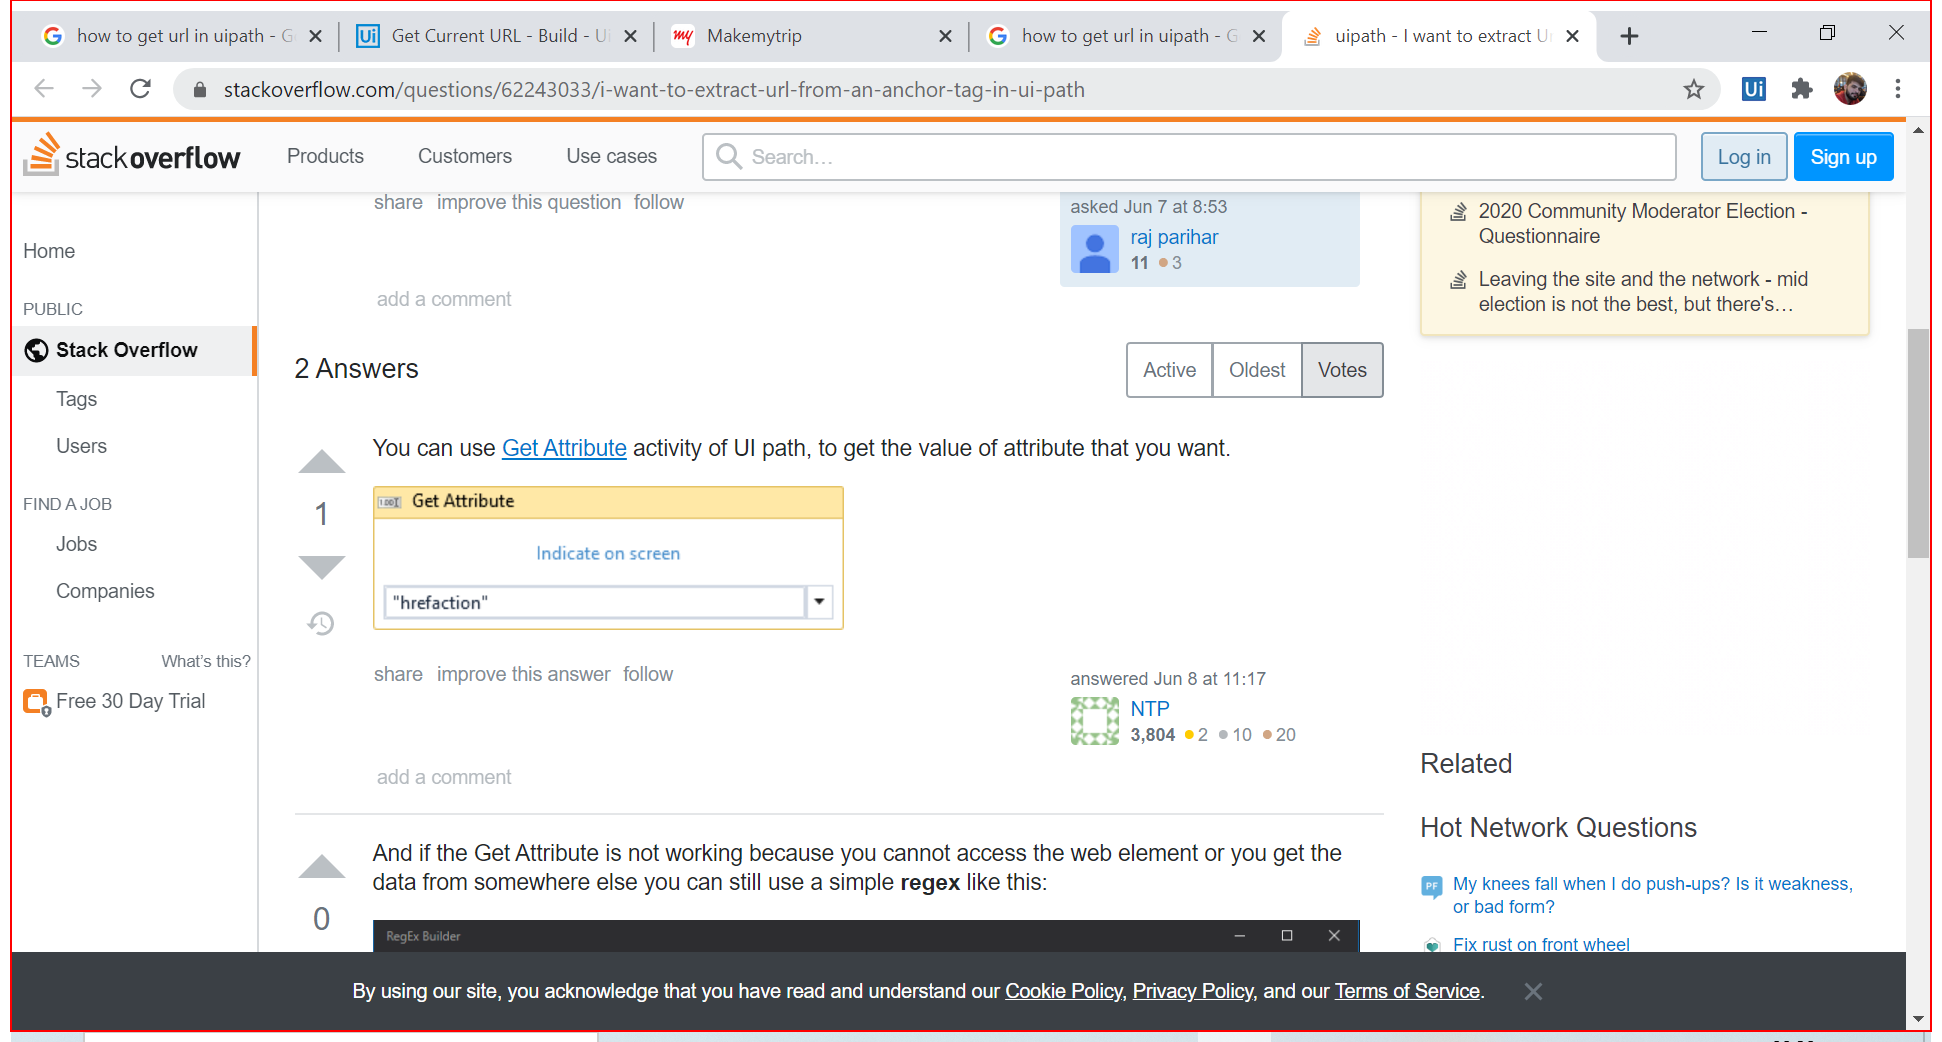 how to get url in uipath - G
Get Current URL - Build - Ui
Makemytrip
how to get url in uipath - G
uipath - I want to extract U
stackoverflow.com/questions/62243033/i-want-to-extract-url-from-an-anchor-tag-in-ui-path
Ui
stack overflow
Products
Customers
Use cases
Search...
Log in
Sign up
share improve this question follow
asked Jun 7 at 8:53
raj parihar
11 3
add a comment
2020 Community Moderator Election -
Questionnaire
Leaving the site and the network - mid
election is not the best, but there's...
Home
PUBLIC
Stack Overflow
Tags
Users
FIND A JOB
Jobs
Companies
TEAMS What's this?
Free 30 Day Trial
2 Answers
Active Oldest Votes
You can use Get Attribute activity of UI path, to get the value of attribute that you want.
1
Get Attribute
Indicate on screen
"hrefaction"
share improve this answer follow
answered Jun 8 at 11:17
NTP
3,804 2 10 20
add a comment
And if the Get Attribute is not working because you cannot access the web element or you get the
data from somewhere else you can still use a simple regex like this:
0
RegEx Builder
Related
Hot Network Questions
PF
My knees fall when I do push-ups? Is it weakness,
or bad form?
Fix rust on front wheel
By using our site, you acknowledge that you have read and understand our Cookie Policy, Privacy Policy, and our Terms of Service.